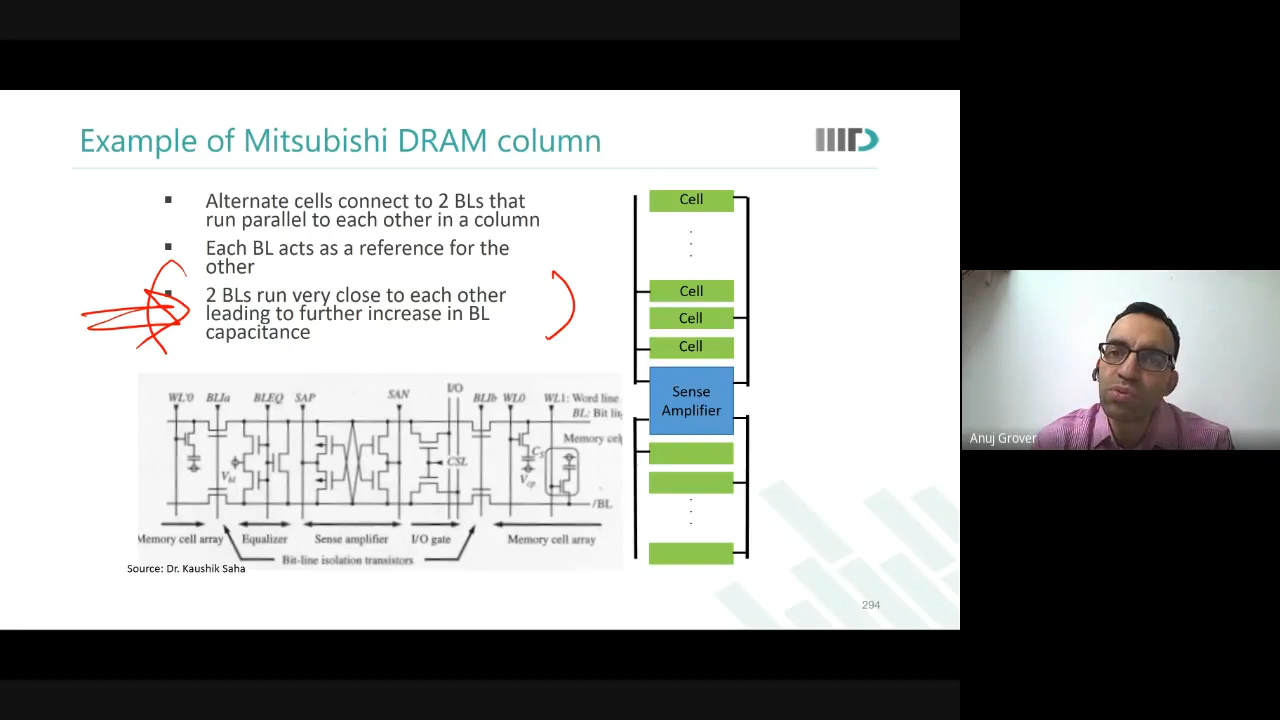 Example of Mitsubishi DRAM column
▪ Alternate cells connect to 2 BLs that
run parallel to each other in a column
▪ Each BL acts as a reference for the
other
▪ 2 BLs run very close to each other
leading to further increase in BL
capacitance
Cell
Cell
Cell
Cell
Sense
Amplifier
WL'0 BLIa BLEQ SAP SAN I/O BLIb WL0 WL1: Word line
BL: Bit
Memory
Cs
Vbl
CSL
Vcp
/BL
Memory cell array Equalizer Sense amplifier I/O gate Memory cell array
Bit-line isolation transistors
Source: Dr. Kaushik Saha
294
Anuj Grover